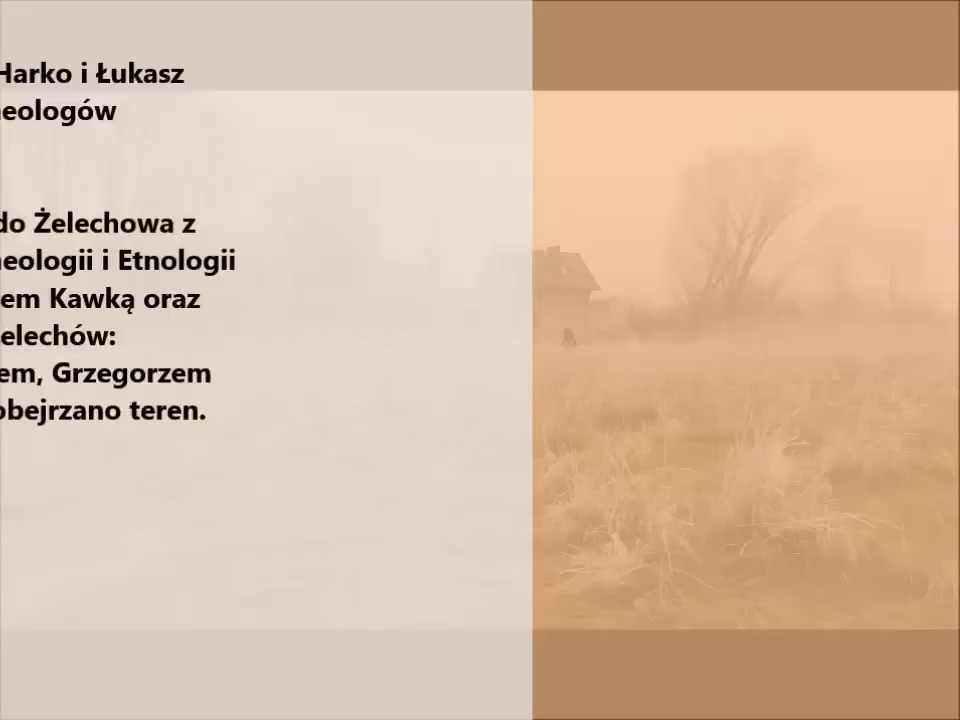 Harko i Łukasz
eologów
do Żelechowa z
eologii i Etnologii
em Kawką oraz
elechów:
em, Grzegorzem
obejrzano teren.